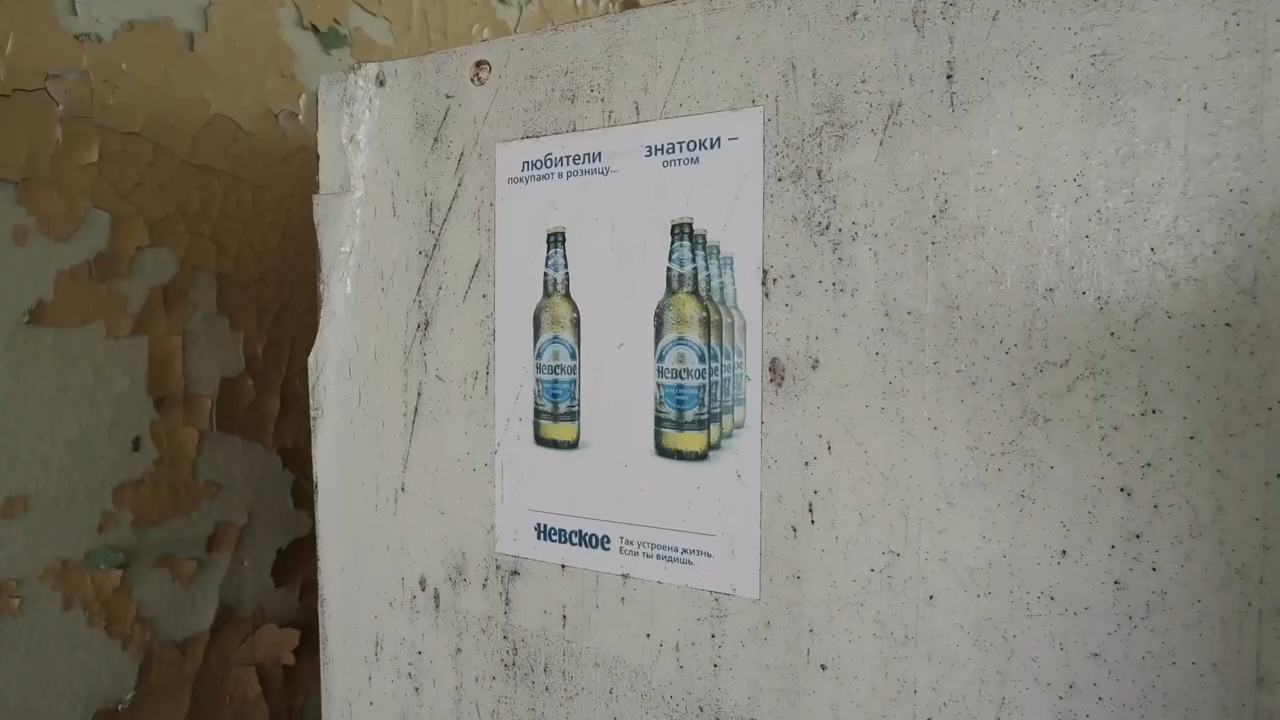 любители
покупают в розницу...
знатоки –
оптом
Невское
Невское
Невское
Так устроена жизнь.
Если ты видишь.